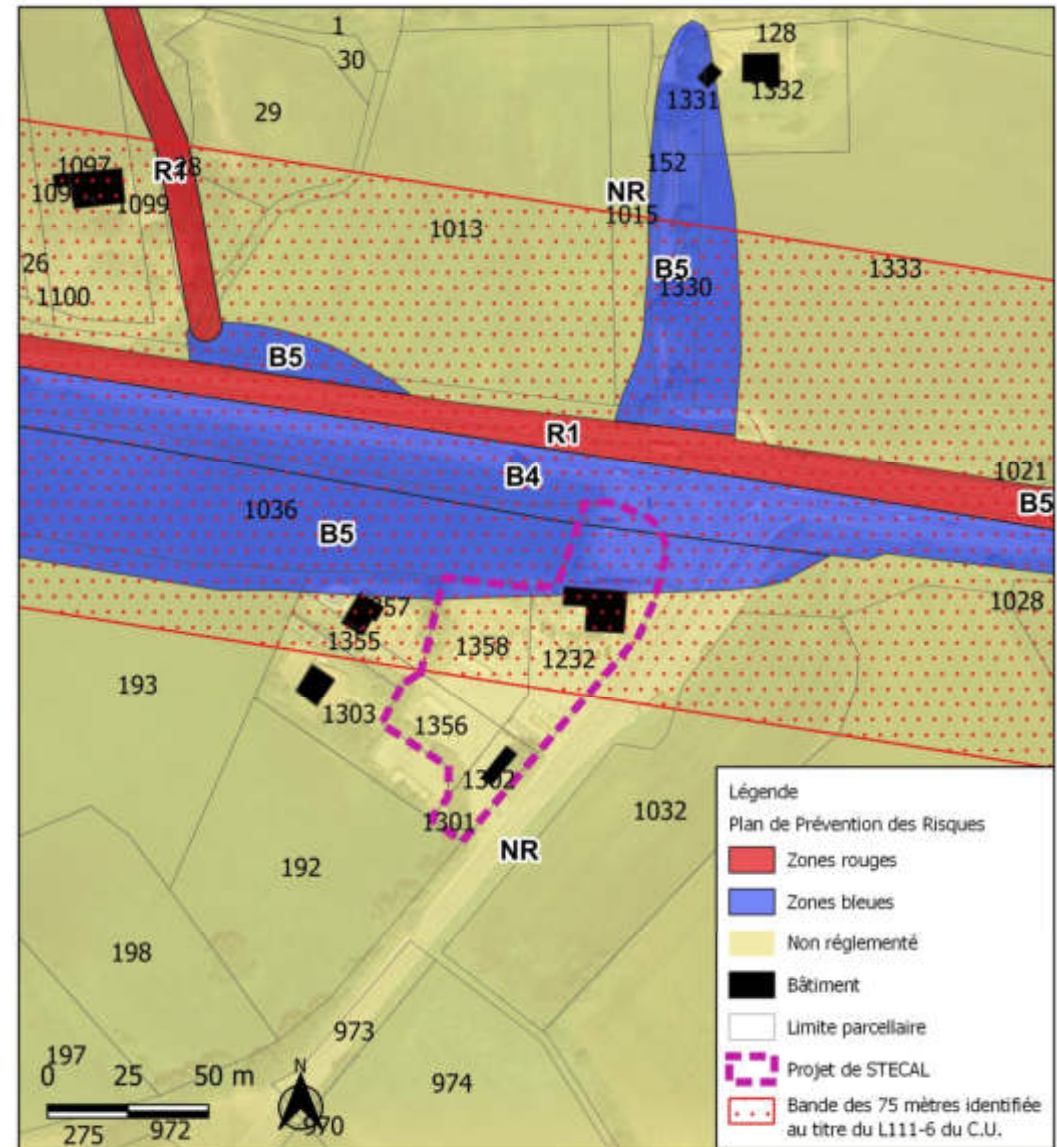 1
30
128
1331
1332
29
152
1097
R1
1099
NR
1015
1013
26
1100
B5
1330
1333
B5
R1
B4
1021
B5
1036
B5
1028
1355
1358
1232
193
1303
1356
1302
1301
1032
NR
192
198
973
197
974
970
N
0 25 50 m
275 972
Légende
Plan de Prévention des Risques
Zones rouges
Zones bleues
Non réglementé
Bâtiment
Limite parcellaire
Projet de STECAL
Bande des 75 mètres identifiée
au titre du L111-6 du C.U.